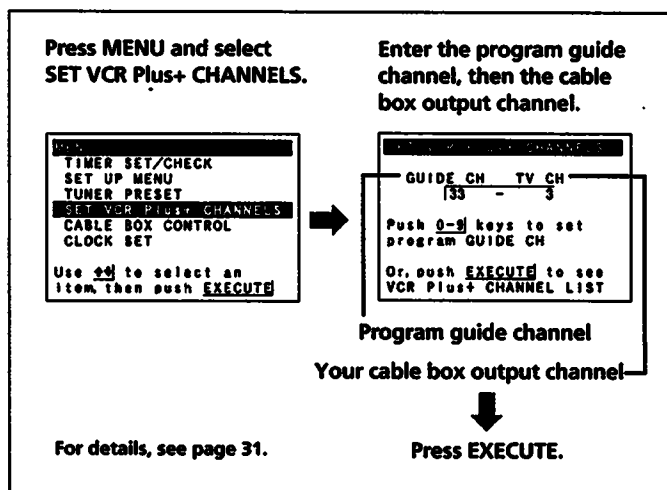 Press MENU and select
SET VCR Plus+ CHANNELS.
Enter the program guide
channel, then the cable
box output channel.
TIMER SET/CHECK
SET UP MENU
TUNER PRESET
SET VCR Plus+ CHANNELS
CABLE BOX CONTROL
CLOCK SET
Use to select an
item, then push EXECUTE
CHANNELS
GUIDE CH TV CH
33 - 3
Push 0-9 keys to set
program GUIDE CH
Or, push EXECUTE to see
VCR Plus+ CHANNEL LIST
Program guide channel
Your cable box output channel
For details, see page 31.
Press EXECUTE.